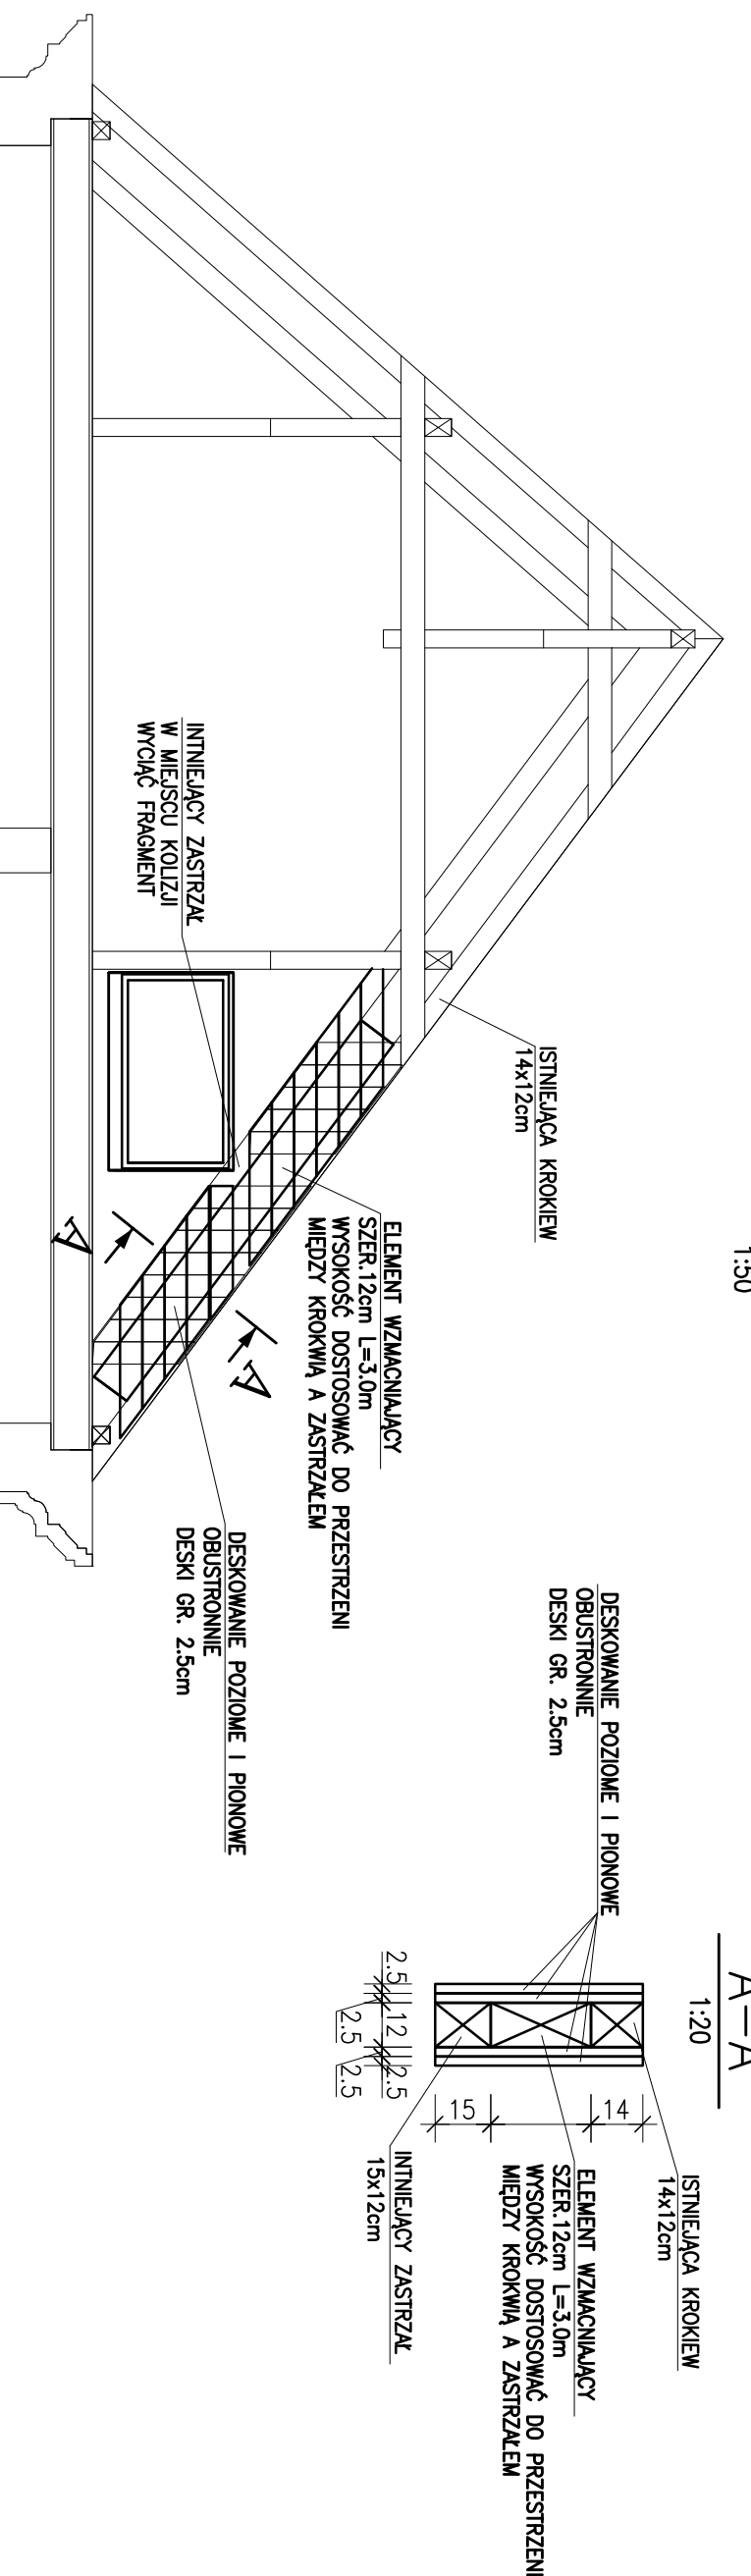 1:50
ISTNIEJĄCA KROKIEW
14x12cm
INTNIEJĄCY ZASTRZAŁ
W MIEJSCU KOLIZJI
WYCIĄĆ FRAGMENT
ELEMENT WZMACNIAJĄCY
SZER.12cm L=3.0m
WYSOKOŚĆ DOSTOSOWAĆ DO PRZESTRZENI
MIĘDZY KROKWIĄ A ZASTRZAŁEM
A
A
DESKOWANIE POZIOME I PIONOWE
OBUSTRONNIE
DESKI GR. 2.5cm
A-A
1:20
DESKOWANIE POZIOME I PIONOWE
OBUSTRONNIE
DESKI GR. 2.5cm
ISTNIEJĄCA KROKIEW
14x12cm
ELEMENT WZMACNIAJĄCY
SZER.12cm L=3.0m
WYSOKOŚĆ DOSTOSOWAĆ DO PRZESTRZENI
MIĘDZY KROKWIĄ A ZASTRZAŁEM
14
15
2.5 12 2.5
2.5 2.5
INTNIEJĄCY ZASTRZAŁ
15x12cm